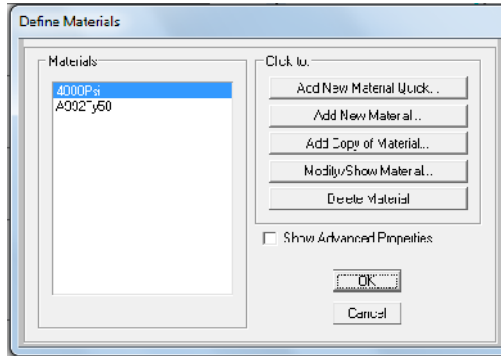 Define Materials
Materials
4000Psi
A992Fy50
Click to:
Add New Material Quick...
Add New Material...
Add Copy of Material...
Modify/Show Material...
Delete Material
Show Advanced Properties
OK
Cancel